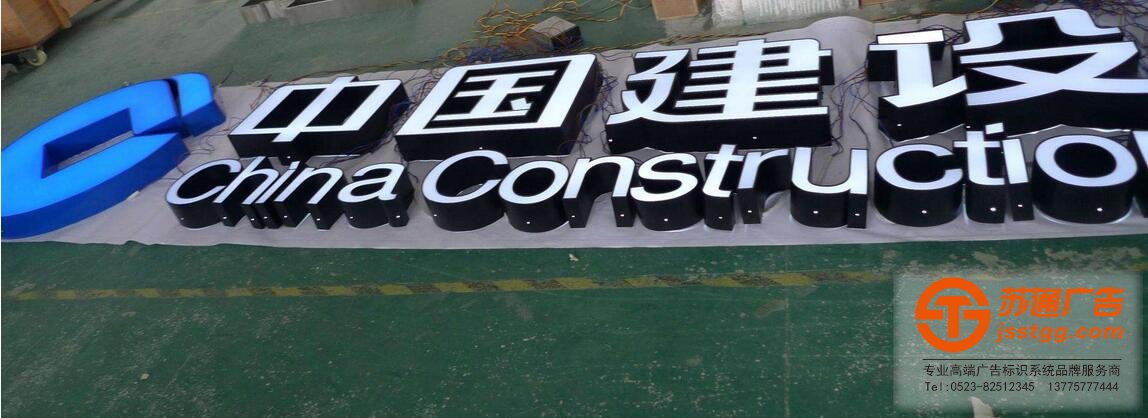 中国建设
China Constructio
苏通广告
jsstgg.com
专业高端广告标识系统品牌服务商
Tel:0523-82512345 13775777444